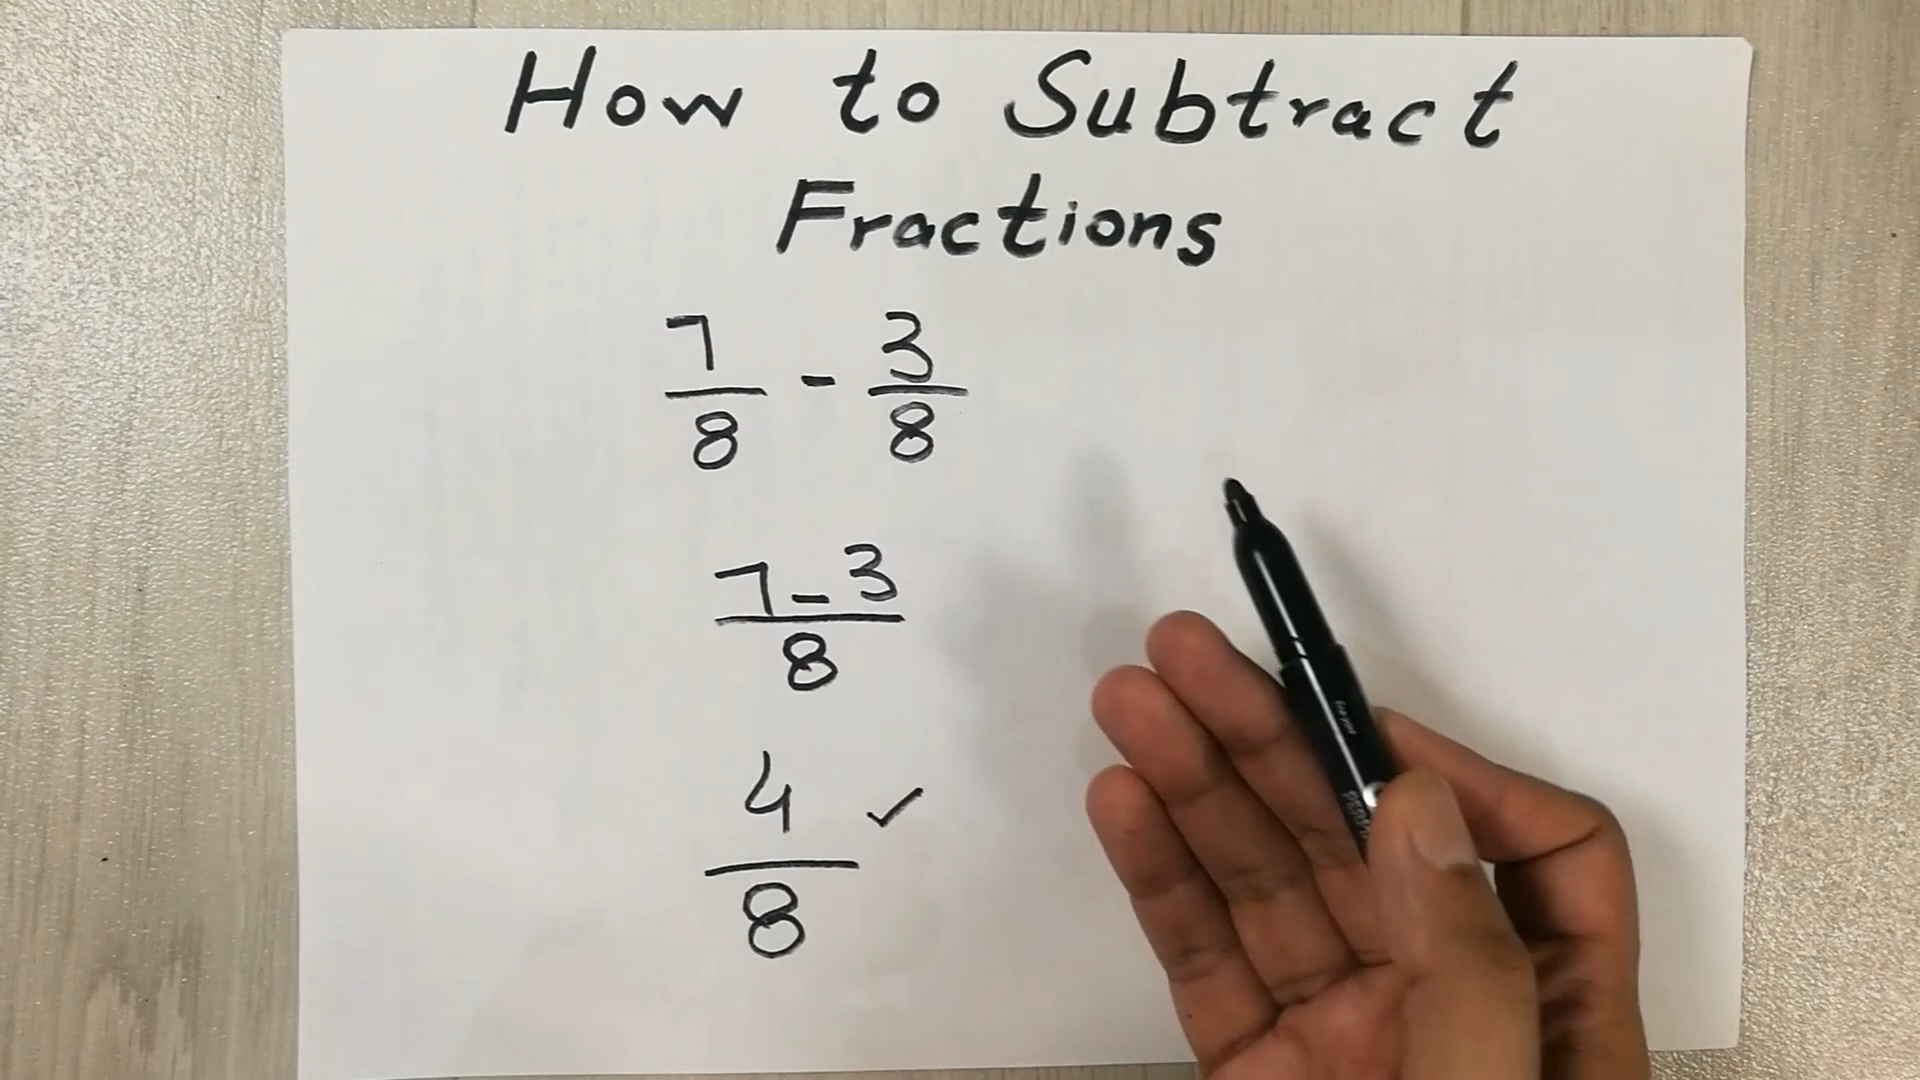 How to Subtract
Fractions
7/8 - 3/8
7-3/8
4/8 ✓